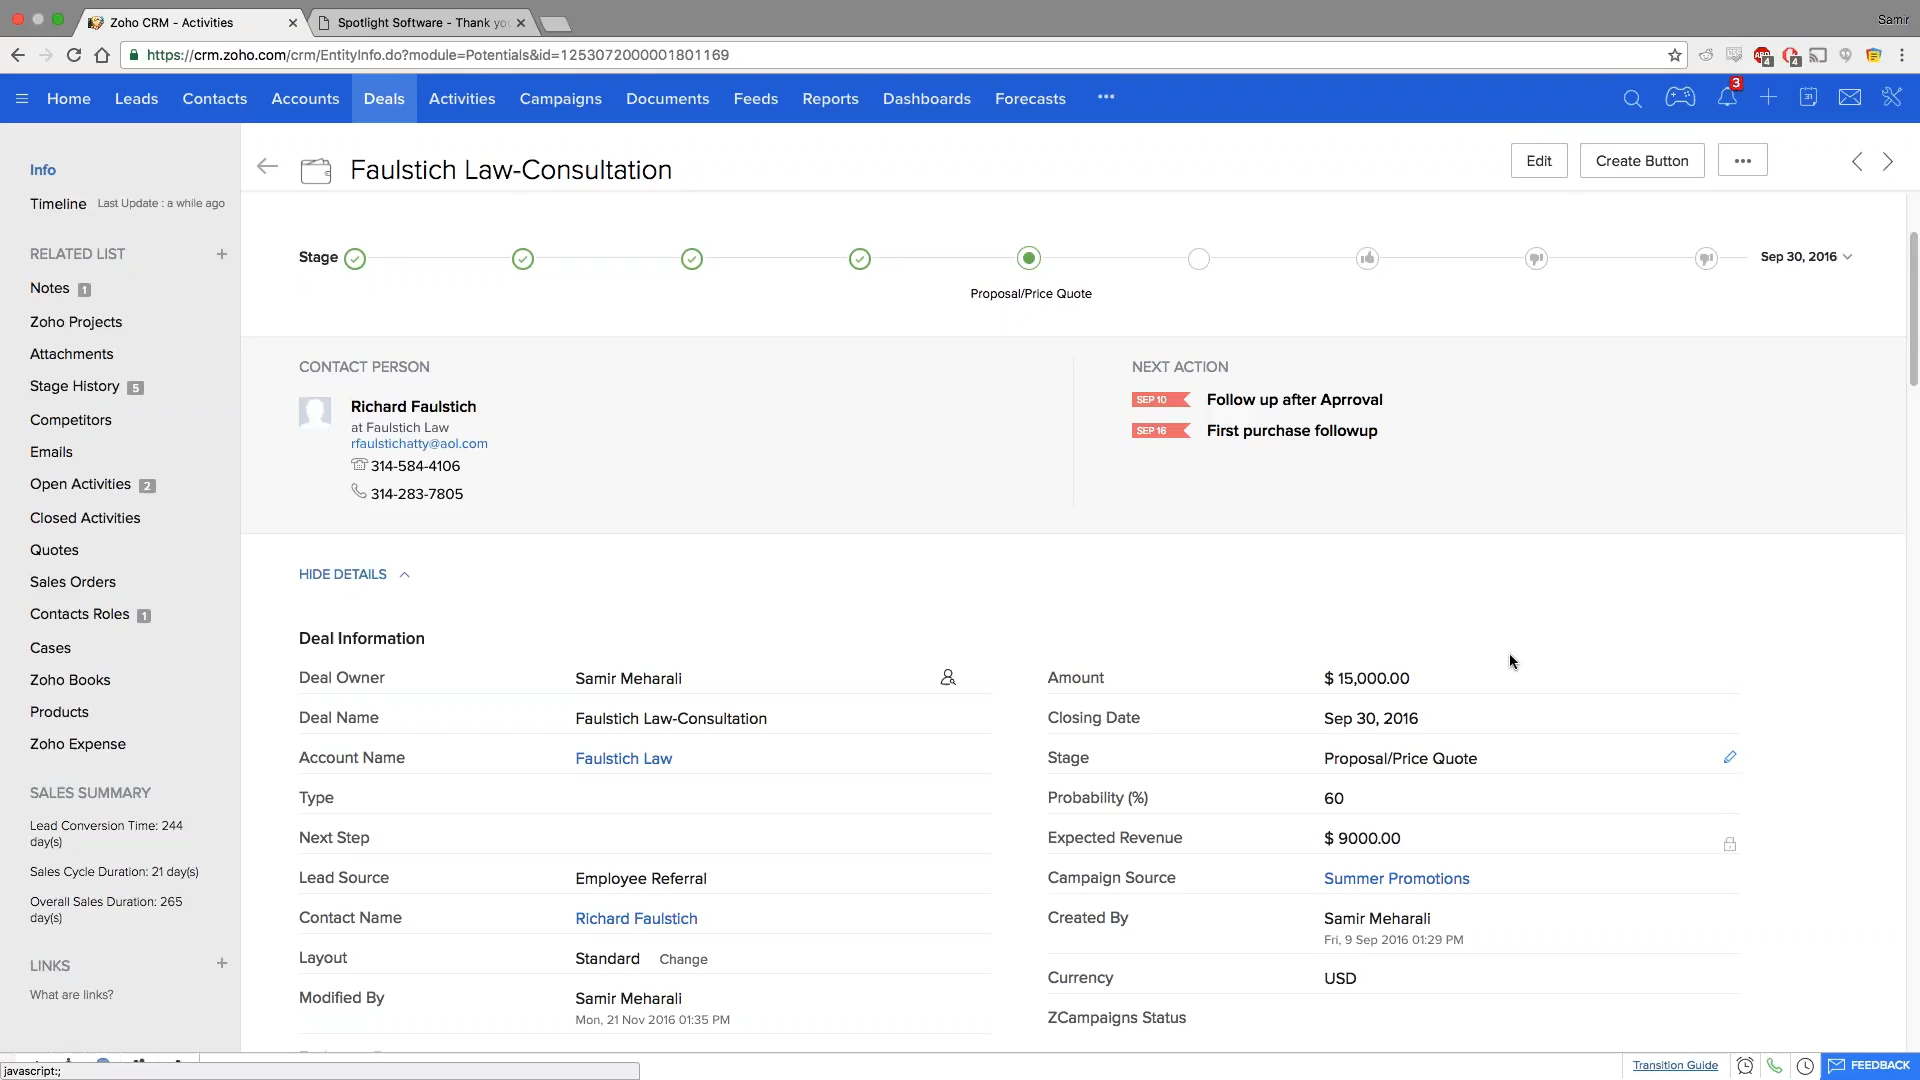 Zoho CRM - Activities
Spotlight Software - Thank yo
Samir
https://crm.zoho.com/crm/EntityInfo.do?module=Potentials&id=1253072000001801169
4
4
Home Leads Contacts Accounts Deals Activities Campaigns Documents Feeds Reports Dashboards Forecasts •••
3
31
Info
Timeline Last Update : a while ago
RELATED LIST +
Notes 1
Zoho Projects
Attachments
Stage History 5
Competitors
Emails
Open Activities 2
Closed Activities
Quotes
Sales Orders
Contacts Roles 1
Cases
Zoho Books
Products
Zoho Expense
SALES SUMMARY
Lead Conversion Time: 244
day(s)
Sales Cycle Duration: 21 day(s)
Overall Sales Duration: 265
day(s)
LINKS +
What are links?
Faulstich Law-Consultation
Edit
Create Button
•••
Stage
Proposal/Price Quote
Sep 30, 2016
CONTACT PERSON
Richard Faulstich
at Faulstich Law
rfaulstichatty@aol.com
314-584-4106
314-283-7805
NEXT ACTION
SEP 10 Follow up after Aprroval
SEP 16 First purchase followup
HIDE DETAILS
Deal Information
Deal Owner Samir Meharali
Deal Name Faulstich Law-Consultation
Account Name Faulstich Law
Type
Next Step
Lead Source Employee Referral
Contact Name Richard Faulstich
Layout Standard Change
Modified By Samir Meharali
Mon, 21 Nov 2016 01:35 PM
Amount $ 15,000.00
Closing Date Sep 30, 2016
Stage Proposal/Price Quote
Probability (%) 60
Expected Revenue $ 9000.00
Campaign Source Summer Promotions
Created By Samir Meharali
Fri, 9 Sep 2016 01:29 PM
Currency USD
ZCampaigns Status
javascript:;
Transition Guide
FEEDBACK